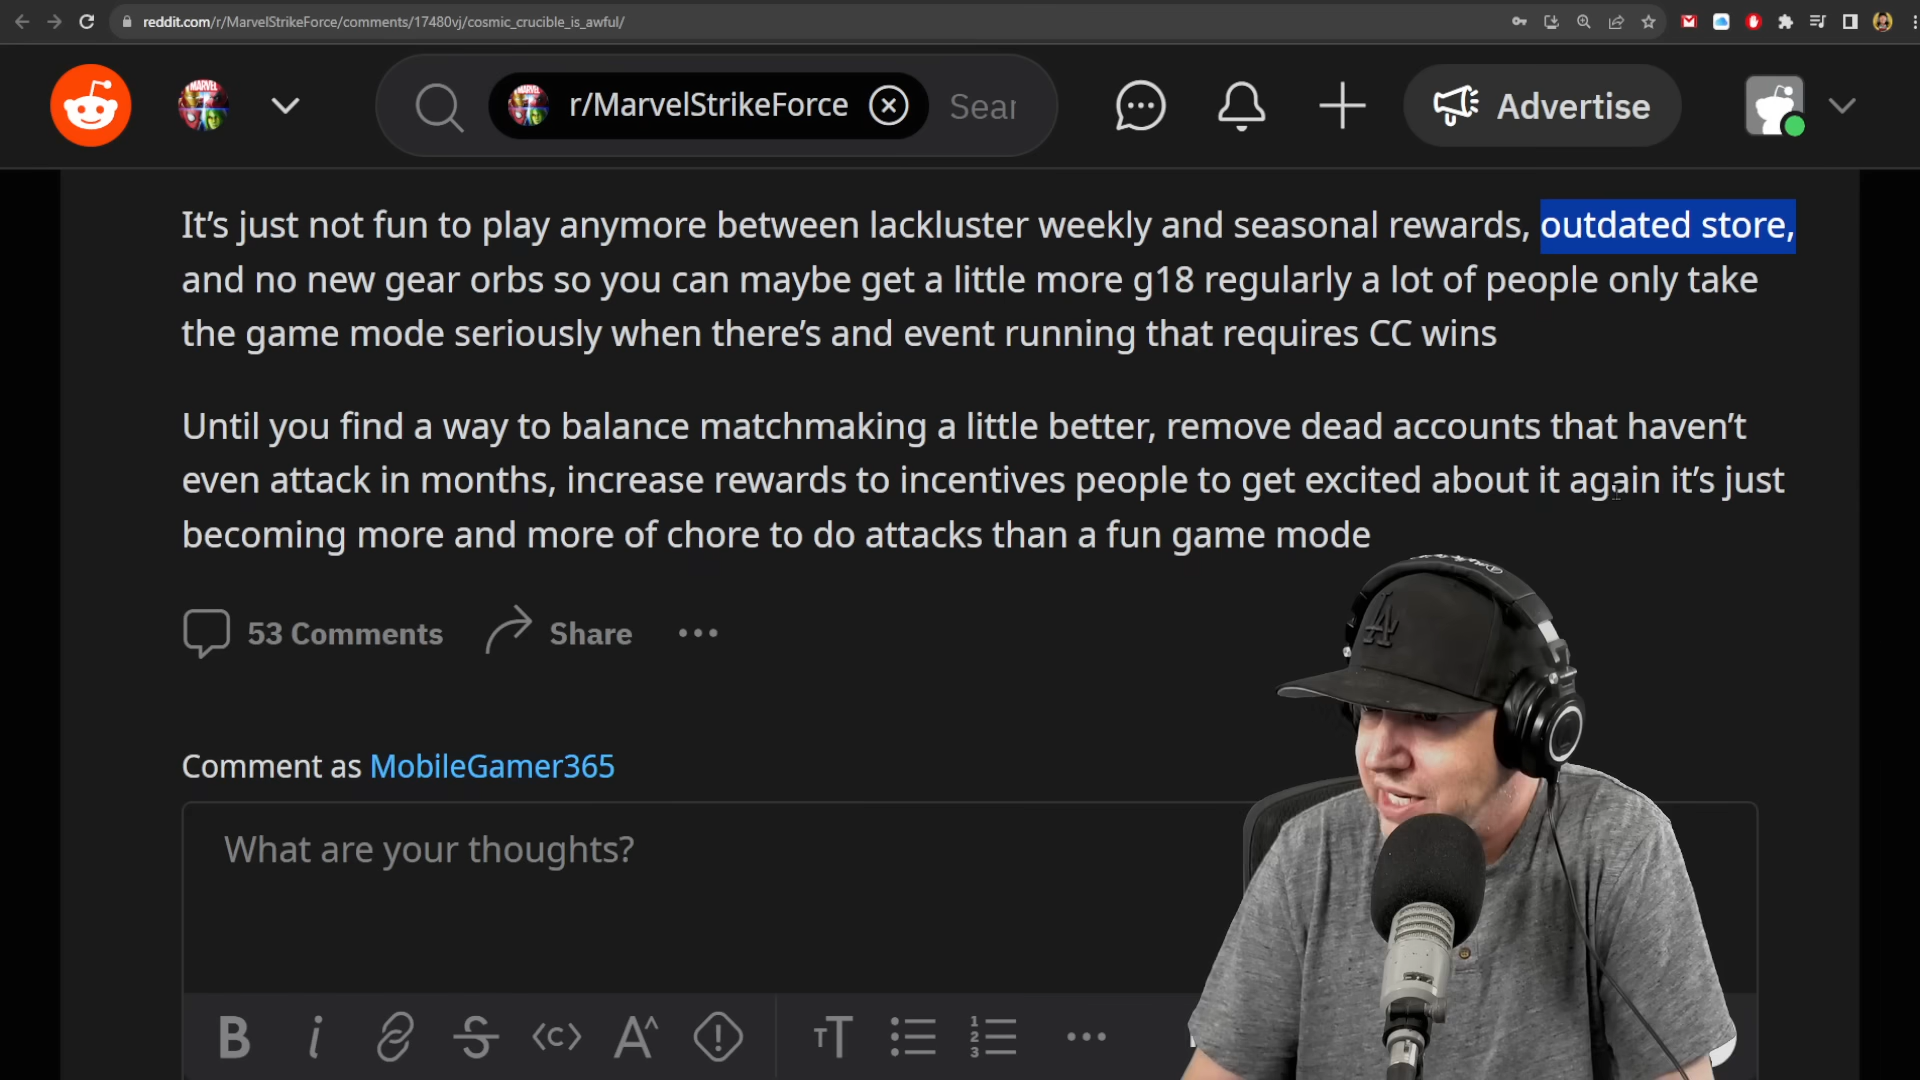 reddit.com/r/MarvelStrikeForce/comments/17480vj/cosmic_crucible_is_awful/
MARVEL
r/MarvelStrikeForce
Sear
Advertise
It's just not fun to play anymore between lackluster weekly and seasonal rewards, outdated store,
and no new gear orbs so you can maybe get a little more g18 regularly a lot of people only take
the game mode seriously when there's and event running that requires CC wins
Until you find a way to balance matchmaking a little better, remove dead accounts that haven't
even attack in months, increase rewards to incentives people to get excited about it again it's just
becoming more and more of chore to do attacks than a fun game mode
53 Comments
Share
LA
Comment as MobileGamer365
What are your thoughts?